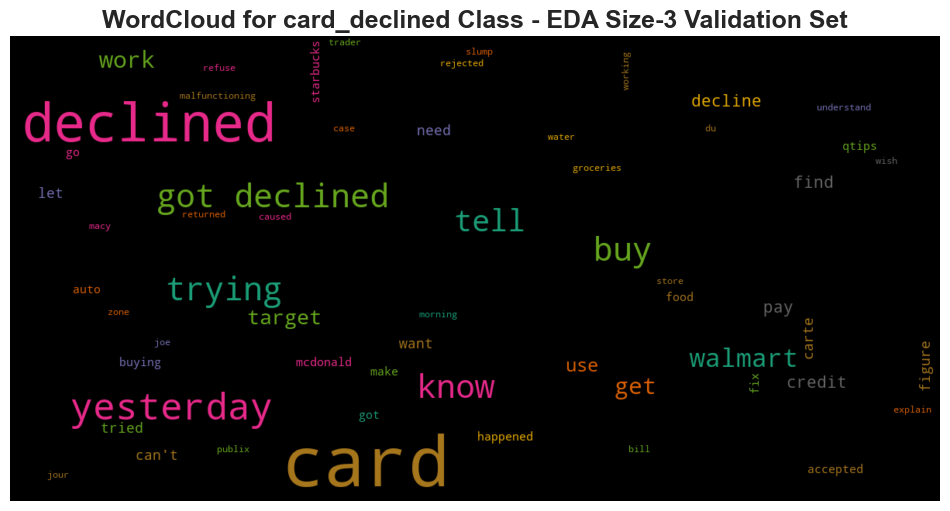 WordCloud for card_declined Class - EDA Size-3 Validation Set
trader
slump
work
starbucks
rejected
refuse
working
malfunctioning
decline
understand
declined
case
need
du
water
qtips
go
wish
groceries
find
let
got declined
returned
caused
tell
macy
buy
store
auto
trying
food
pay
zone
target
morning
joe
want
carte
buying
mcdonald
make
use
walmart
figure
know
get
fix
credit
yesterday
got
explain
tried
happened
card
can't
publix
bill
accepted
jour